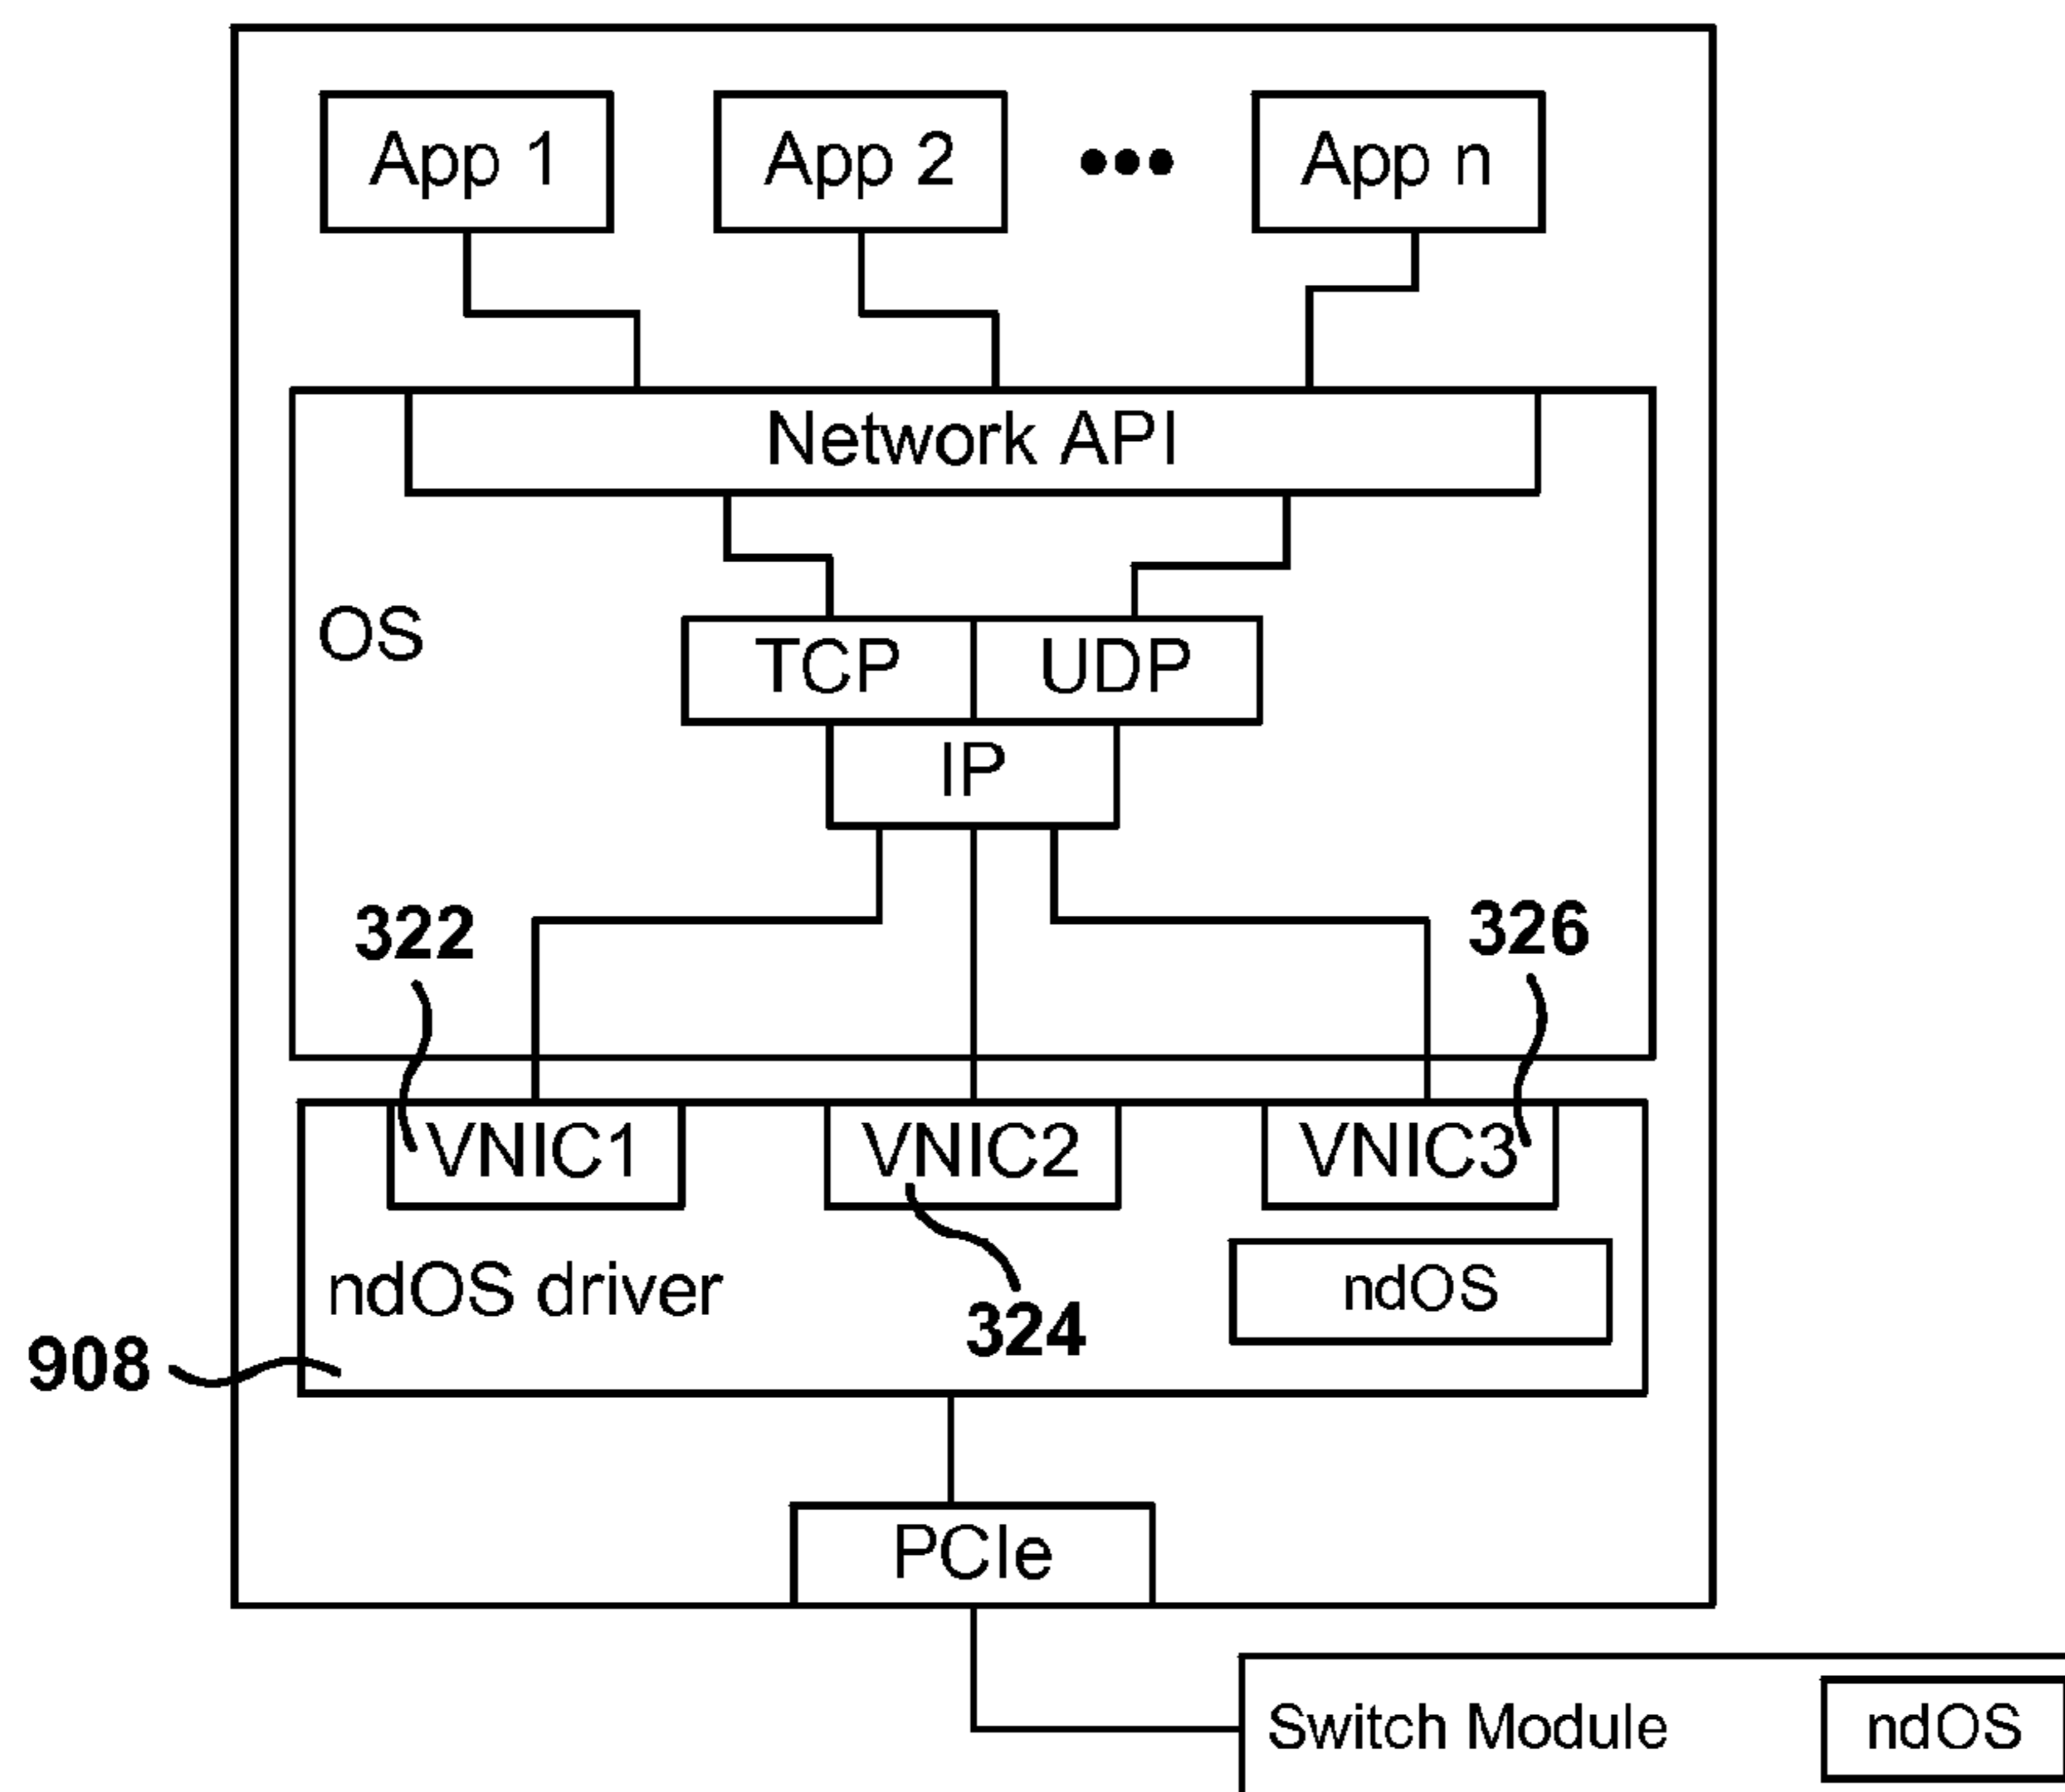 App 1 App 2 ••• App n
Network API
OS
TCP UDP
IP
322 326
VNIC1 VNIC2 VNIC3
ndOS driver ndOS
324
908
PCIe
Switch Module ndOS